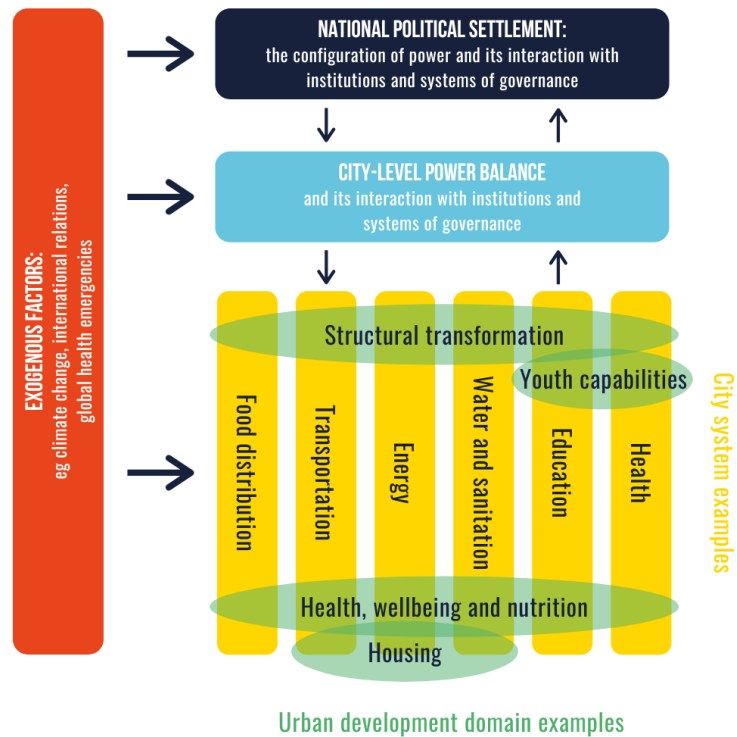 EXOGENOUS FACTORS:
eg climate change, international relations,
global health emergencies
NATIONAL POLITICAL SETTLEMENT:
the configuration of power and its interaction with
institutions and systems of governance
CITY-LEVEL POWER BALANCE
and its interaction with institutions and
systems of governance
Structural transformation
Youth capabilities
Food distribution
Transportation
Energy
Water and sanitation
Education
Health
City system examples
Health, wellbeing and nutrition
Housing
Urban development domain examples